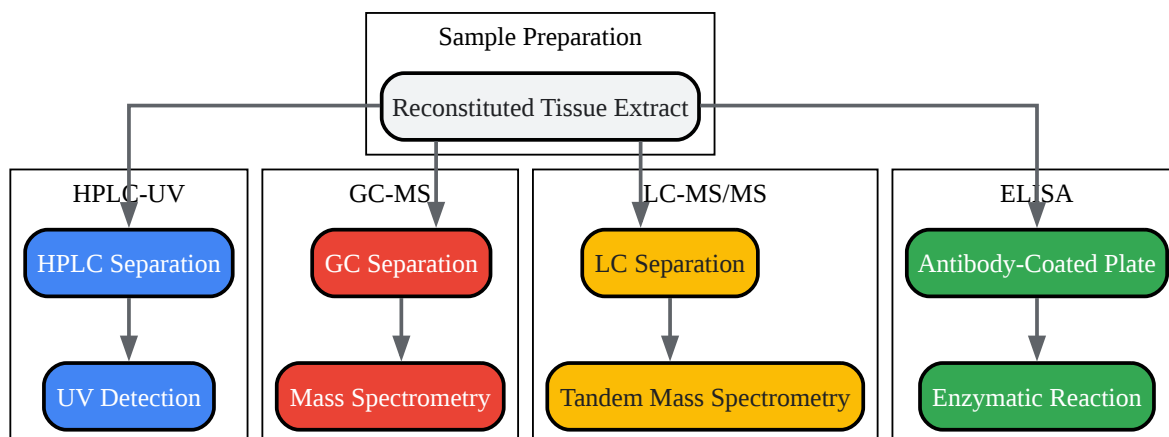 Sample Preparation
Reconstituted Tissue Extract
HPLC-UV
GC-MS
LC-MS/MS
ELISA
HPLC Separation
GC Separation
LC Separation
Antibody-Coated Plate
UV Detection
Mass Spectrometry
Tandem Mass Spectrometry
Enzymatic Reaction